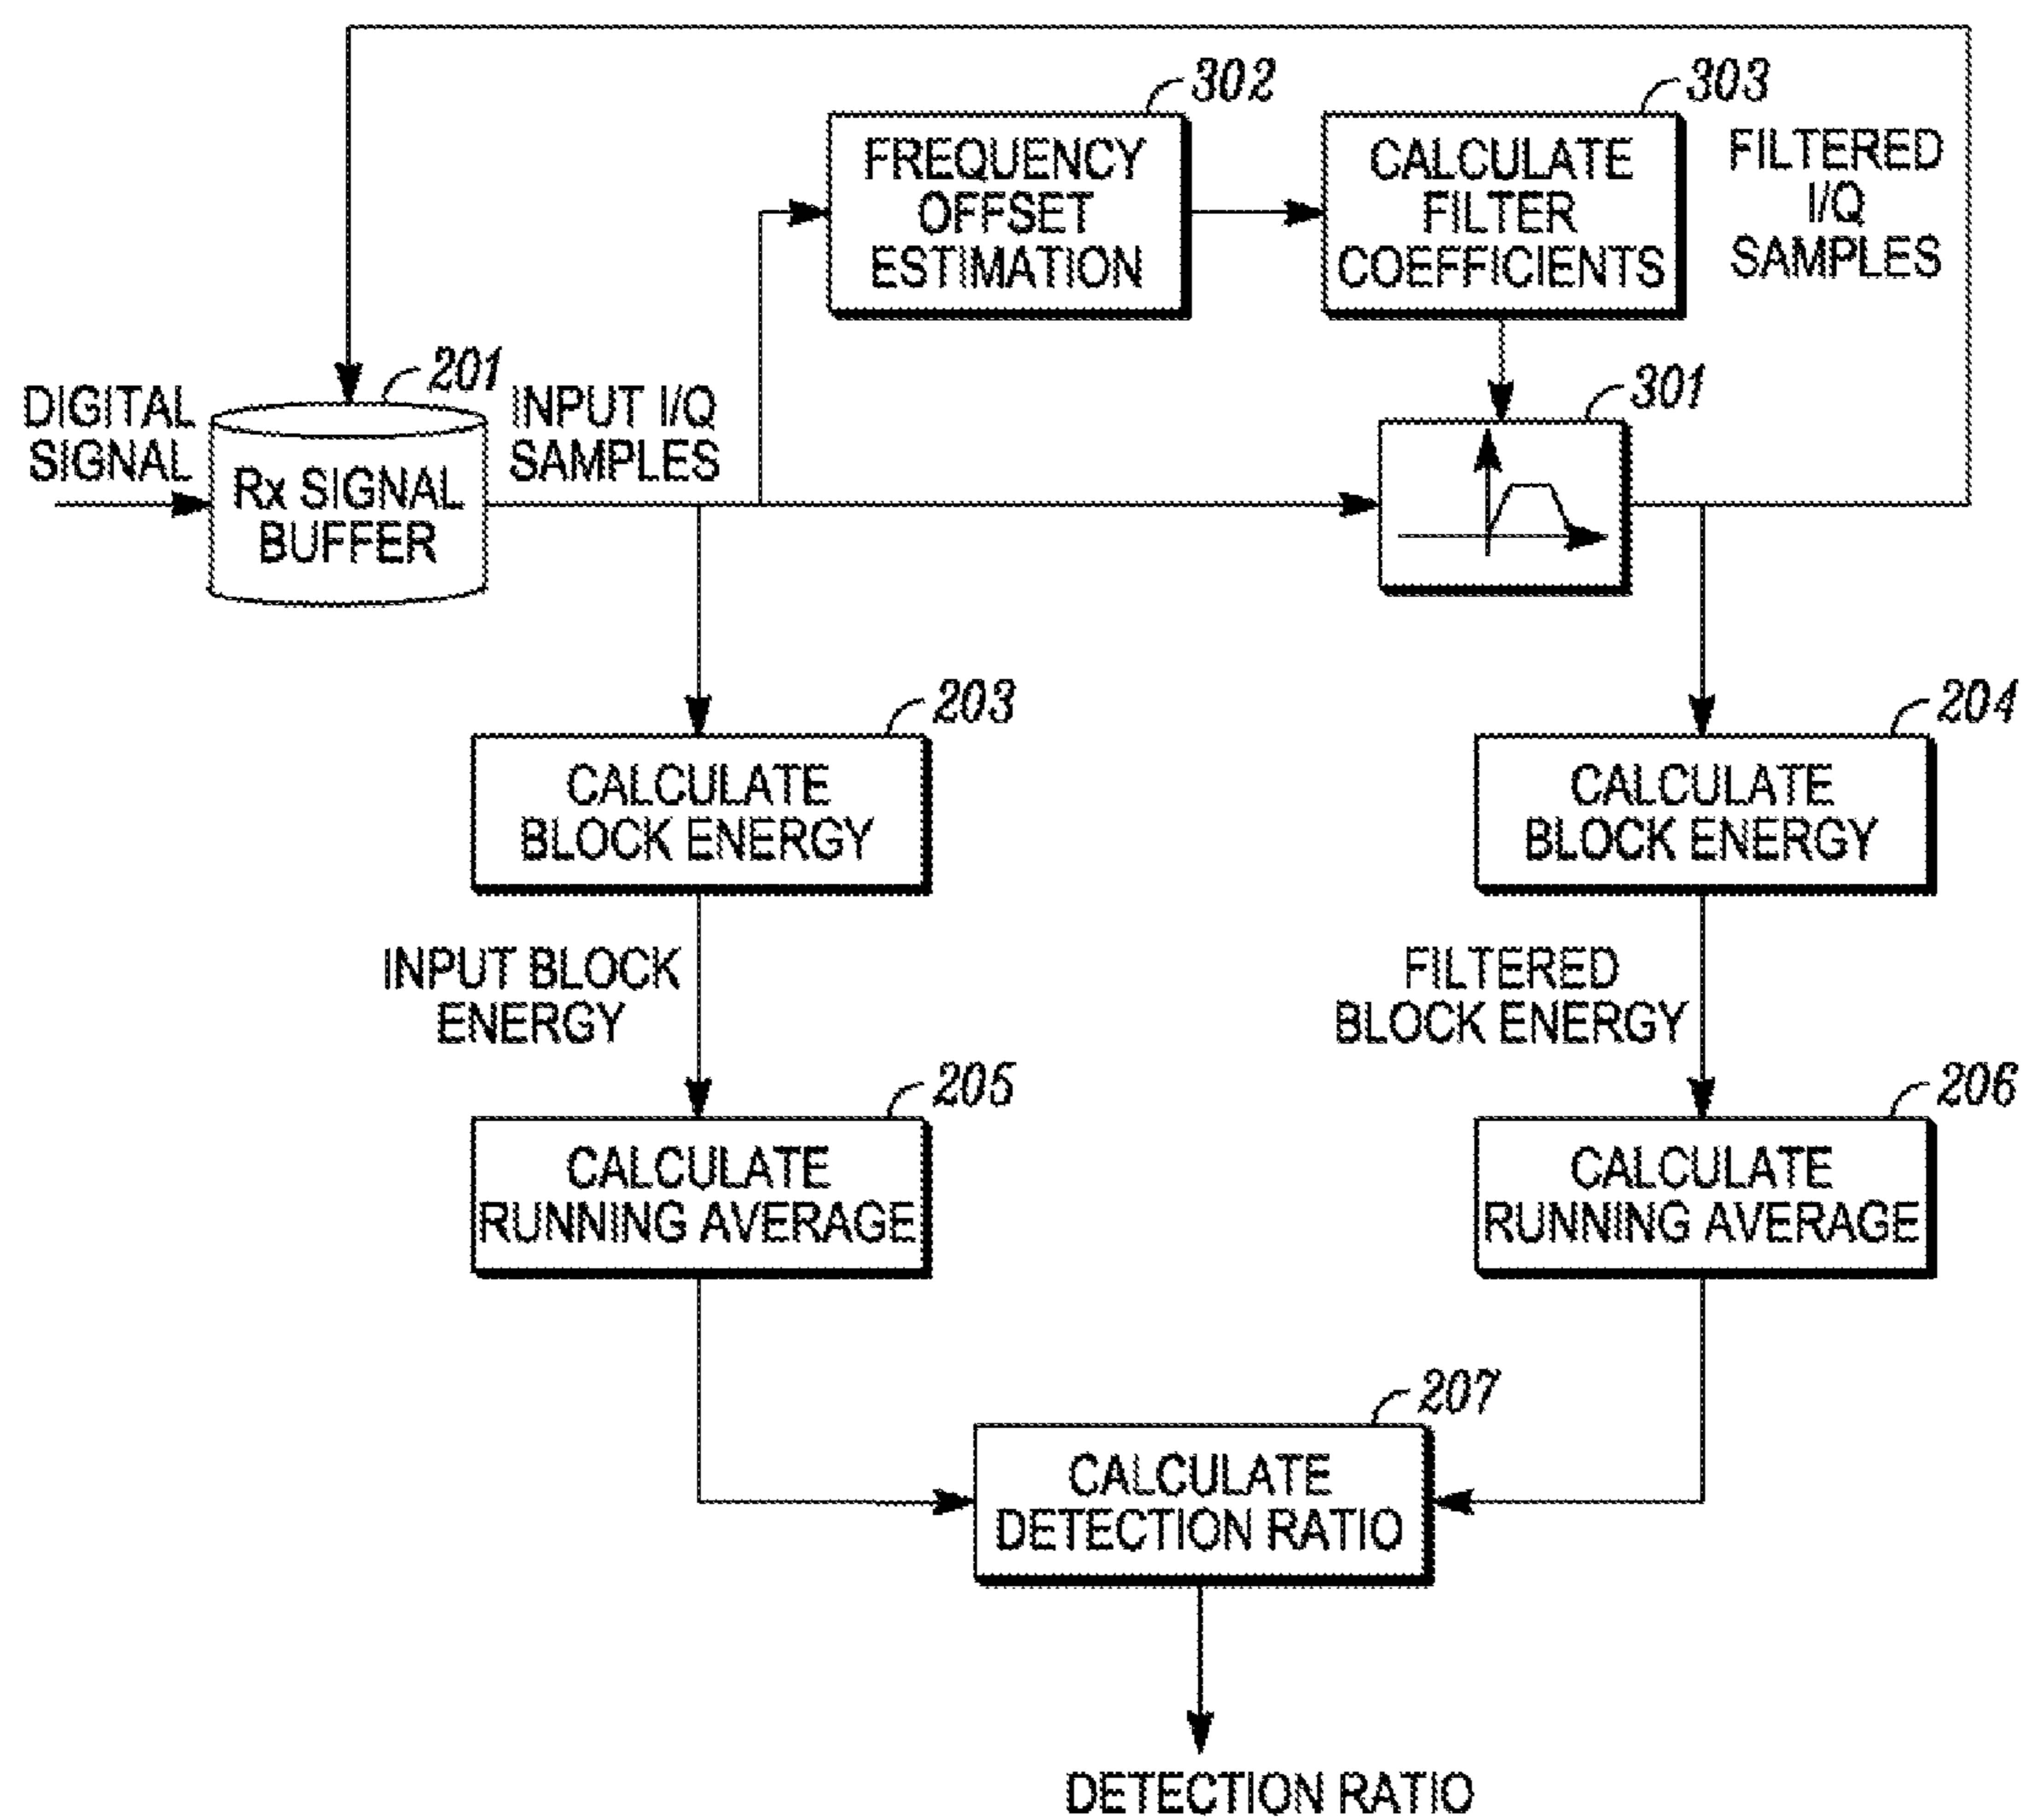 302
303
FREQUENCY
OFFSET
ESTIMATION
CALCULATE
FILTER
COEFFICIENTS
FILTERED
I/Q
SAMPLES
201
301
DIGITAL
SIGNAL
Rx SIGNAL
BUFFER
INPUT I/Q
SAMPLES
203
204
CALCULATE
BLOCK ENERGY
CALCULATE
BLOCK ENERGY
INPUT BLOCK
ENERGY
FILTERED
BLOCK ENERGY
205
206
CALCULATE
RUNNING AVERAGE
CALCULATE
RUNNING AVERAGE
207
CALCULATE
DETECTION RATIO
DETECTION RATIO